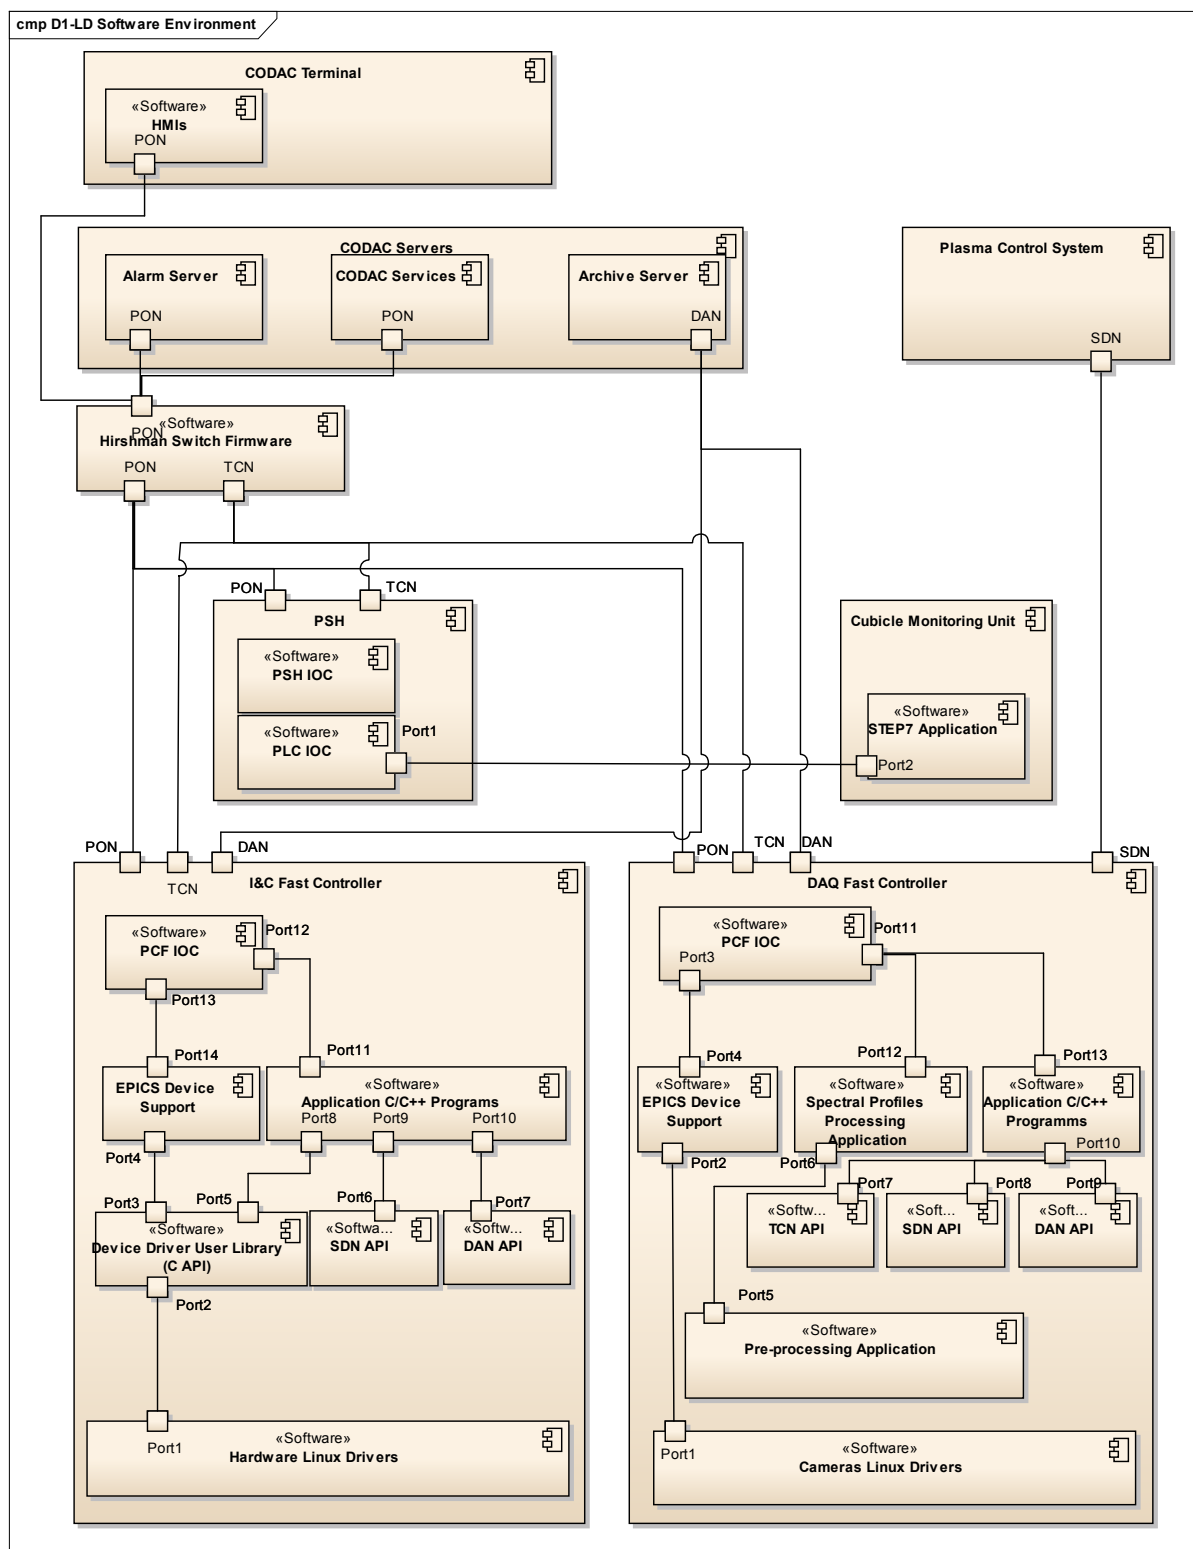 cmp D1-LD Software Environment
CODAC Terminal
«Software»
HMIs
PON
CODAC Servers
Alarm Server
PON
CODAC Services
PON
Archive Server
DAN
Plasma Control System
SDN
«Software»
PON
Hirshman Switch Firmware
PON
TCN
PON
TCN
PSH
«Software»
PSH IOC
«Software»
PLC IOC
Port1
Cubicle Monitoring Unit
«Software»
STEP7 Application
Port2
PON
TCN
DAN
I&C Fast Controller
«Software»
PCF IOC
Port12
Port13
Port14
EPICS Device
Support
Port4
Port11
«Software»
Application C/C++ Programs
Port8
Port9
Port10
Port3
Port5
«Software»
Device Driver User Library
(C API)
Port2
Port6
«Softwa...
SDN API
Port7
«Softw...
DAN API
Port1
«Software»
Hardware Linux Drivers
PON
TCN
DAN
SDN
DAQ Fast Controller
«Software»
PCF IOC
Port3
Port11
Port4
«Software»
EPICS Device
Support
Port2
Port12
«Software»
Spectral Profiles
Processing
Application
Port6
Port13
«Software»
Application C/C++
Programms
Port10
Port7
«Softw...
TCN API
Port8
«Soft...
SDN API
Port9
«Soft...
DAN API
Port5
«Software»
Pre-processing Application
Port1
«Software»
Cameras Linux Drivers